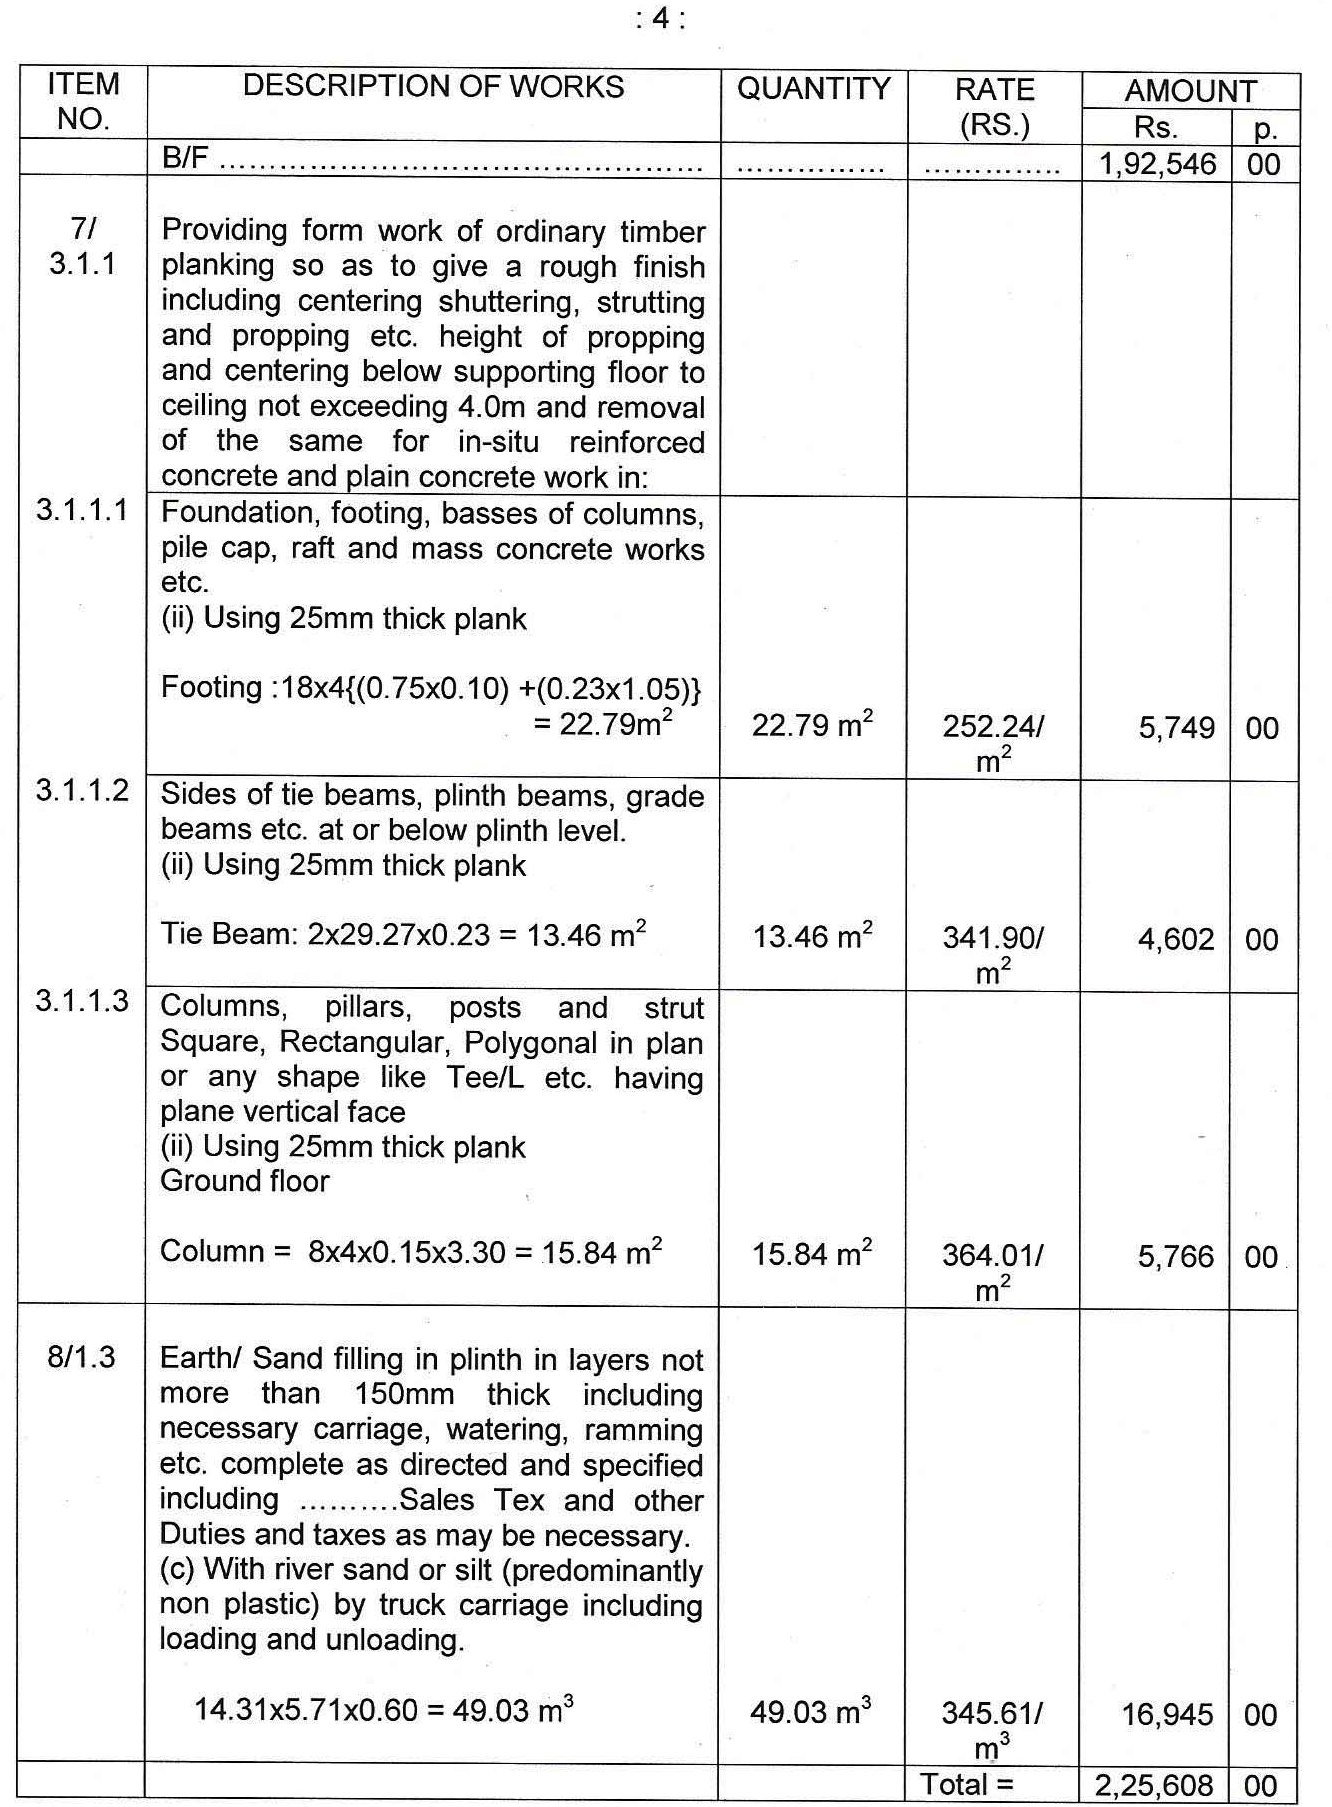 : 4 :
ITEM NO. DESCRIPTION OF WORKS QUANTITY RATE (RS.) AMOUNT
Rs. p.
B/F ................................................ ............... .............. 1,92,546 00
7/ Providing form work of ordinary timber
3.1.1 planking so as to give a rough finish
including centering shuttering, strutting
and propping etc. height of propping
and centering below supporting floor to
ceiling not exceeding 4.0m and removal
of the same for in-situ reinforced
concrete and plain concrete work in:
3.1.1.1 Foundation, footing, basses of columns,
pile cap, raft and mass concrete works
etc.
(ii) Using 25mm thick plank
Footing :18x4{(0.75x0.10) +(0.23x1.05)}
= 22.79m² 22.79 m² 252.24/ 5,749 00
m²
3.1.1.2 Sides of tie beams, plinth beams, grade
beams etc. at or below plinth level.
(ii) Using 25mm thick plank
Tie Beam: 2x29.27x0.23 = 13.46 m² 13.46 m² 341.90/ 4,602 00
m²
3.1.1.3 Columns, pillars, posts and strut
Square, Rectangular, Polygonal in plan
or any shape like Tee/L etc. having
plane vertical face
(ii) Using 25mm thick plank
Ground floor
Column = 8x4x0.15x3.30 = 15.84 m² 15.84 m² 364.01/ 5,766 00
m²
8/1.3 Earth/ Sand filling in plinth in layers not
more than 150mm thick including
necessary carriage, watering, ramming
etc. complete as directed and specified
including ..........Sales Tex and other
Duties and taxes as may be necessary.
(c) With river sand or silt (predominantly
non plastic) by truck carriage including
loading and unloading.
14.31x5.71x0.60 = 49.03 m³ 49.03 m³ 345.61/ 16,945 00
m³
Total = 2,25,608 00